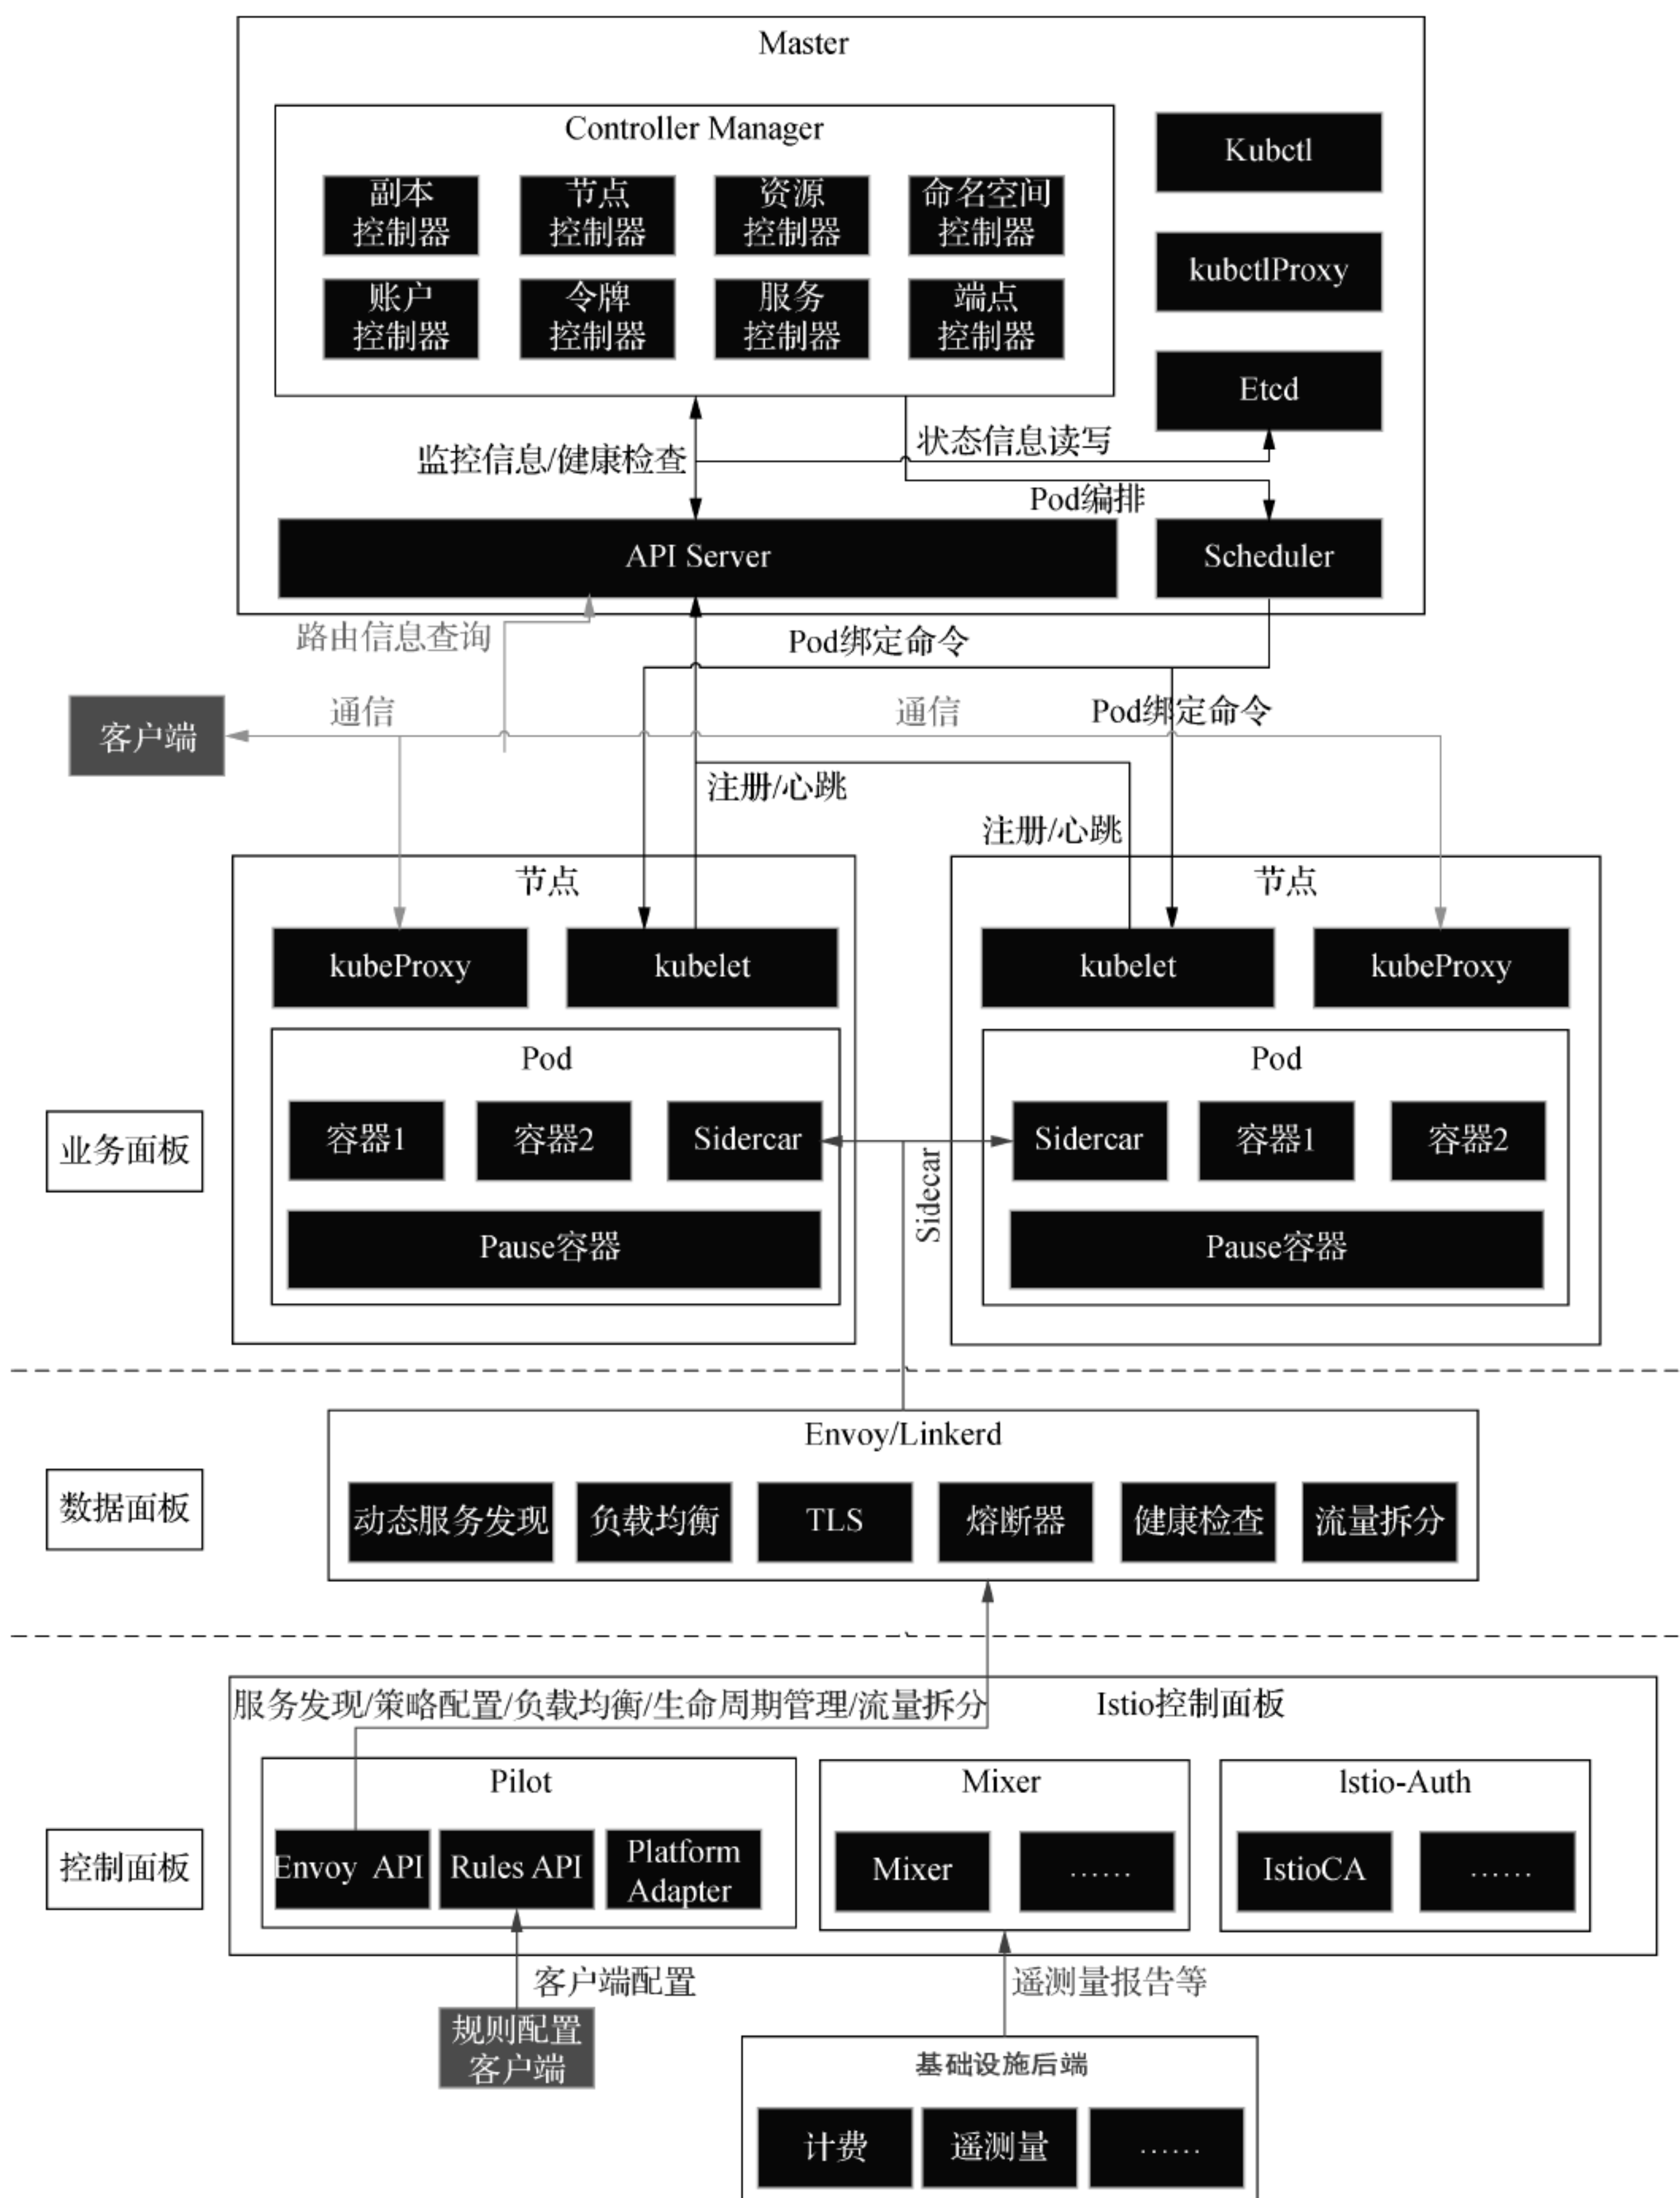 Master
Controller Manager
副本
控制器
节点
控制器
资源
控制器
命名空间
控制器
账户
控制器
令牌
控制器
服务
控制器
端点
控制器
Kubctl
kubctlProxy
Etcd
监控信息/健康检查
状态信息读写
Pod编排
API Server
Scheduler
路由信息查询
Pod绑定命令
客户端
通信
通信
Pod绑定命令
注册/心跳
注册/心跳
节点
kubeProxy
kubelet
Pod
容器1
容器2
Sidercar
Pause容器
节点
kubelet
kubeProxy
Pod
Sidercar
容器1
容器2
Pause容器
Sidecar
业务面板
Envoy/Linkerd
数据面板
动态服务发现
负载均衡
TLS
熔断器
健康检查
流量拆分
服务发现/策略配置/负载均衡/生命周期管理/流量拆分
Istio控制面板
控制面板
Pilot
Envoy API
Rules API
Platform
Adapter
Mixer
Mixer
......
lstio-Auth
IstioCA
......
客户端配置
遥测量报告等
规则配置
客户端
基础设施后端
计费
遥测量
......